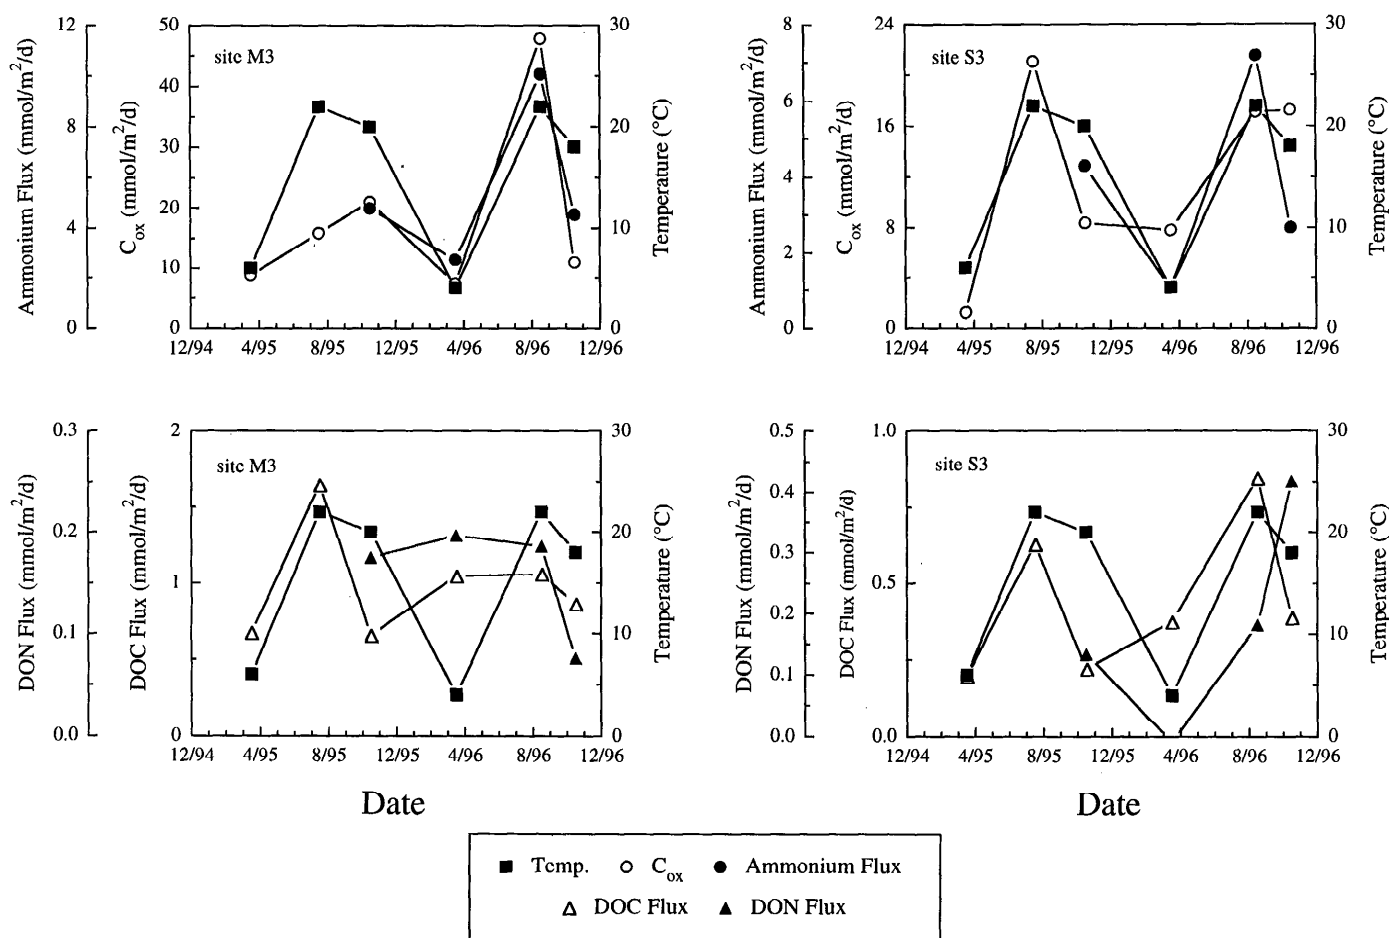 12 50 30 8 24 30
site M3 site S3
40
9 6
8 30 20 16 20
4
4 20 10 8 10
2
10
0 0 0 0 0 0
Ammonium Flux (mmol/m²/d)
C_ox (mmol/m²/d)
Temperature (°C)
Ammonium Flux (mmol/m²/d)
C_ox (mmol/m²/d)
Temperature (°C)
12/94 4/95 8/95 12/95 4/96 8/96 12/96
12/94 4/95 8/95 12/95 4/96 8/96 12/96
0.3 2 30 0.5 1.0 30
site M3 site S3
0.4
0.2 20 0.3 20
1 0.5
0.2
0.1 10 0.1 10
0.0 0 0 0.0 0.0 0
DON Flux (mmol/m²/d)
DOC Flux (mmol/m²/d)
Temperature (°C)
DON Flux (mmol/m²/d)
DOC Flux (mmol/m²/d)
Temperature (°C)
12/94 4/95 8/95 12/95 4/96 8/96 12/96
12/94 4/95 8/95 12/95 4/96 8/96 12/96
Date Date
Temp. C_ox Ammonium Flux
DOC Flux DON Flux